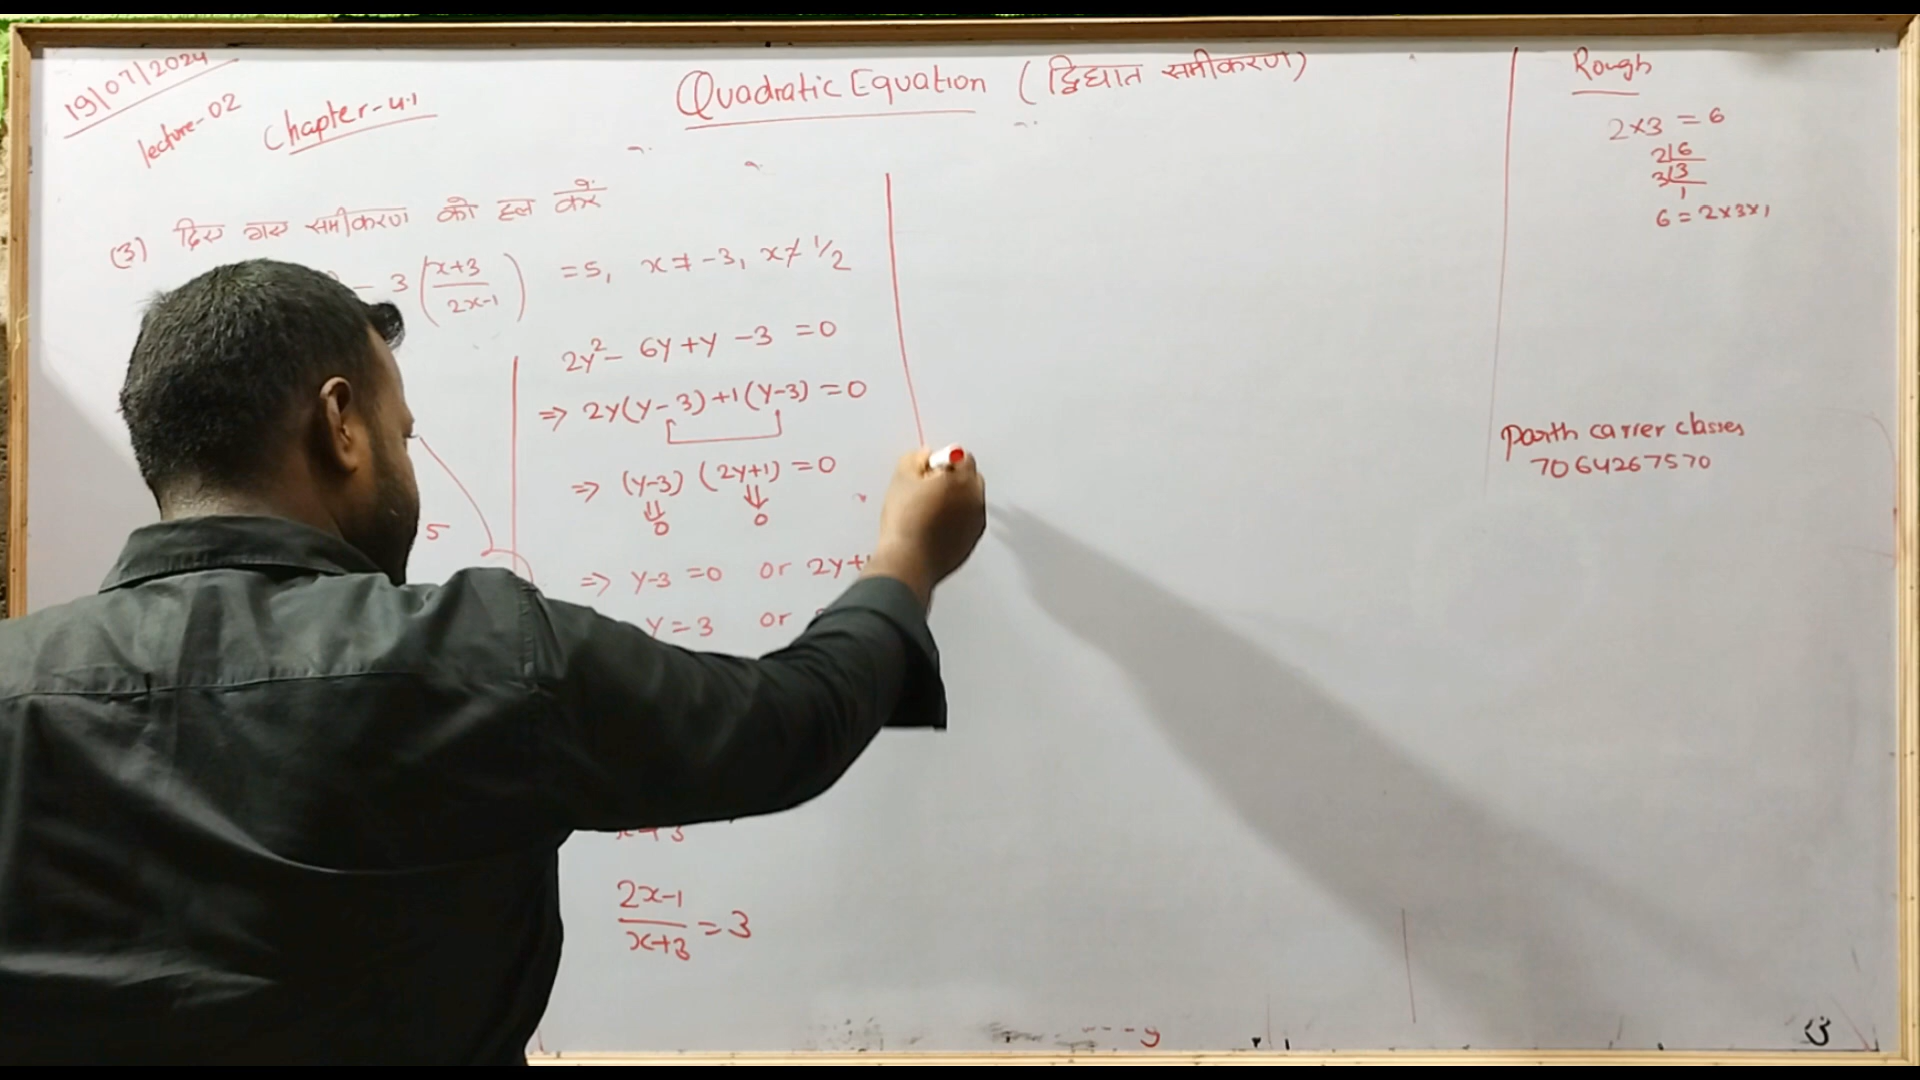 19/07/2024
lecture-02
Chapter-4.1
Quadratic Equation (द्विघात समीकरण)
(3) दिए गए समीकरण को हल करें
- 3 (x+3/2x-1) = 5, x ≠ -3, x ≠ 1/2
2y² - 6y + y - 3 = 0
⇒ 2y(y-3)+1(y-3) = 0
⇒ (y-3) (2y+1) = 0
⇓ ⇓
0 0
5
⇒ y-3 = 0 or 2y+
y = 3 or
x+3
2x-1/x+3 = 3
Rough
2×3 = 6
2|6
3|3
1
6 = 2×3×1
Parth carrer classes
7064267570